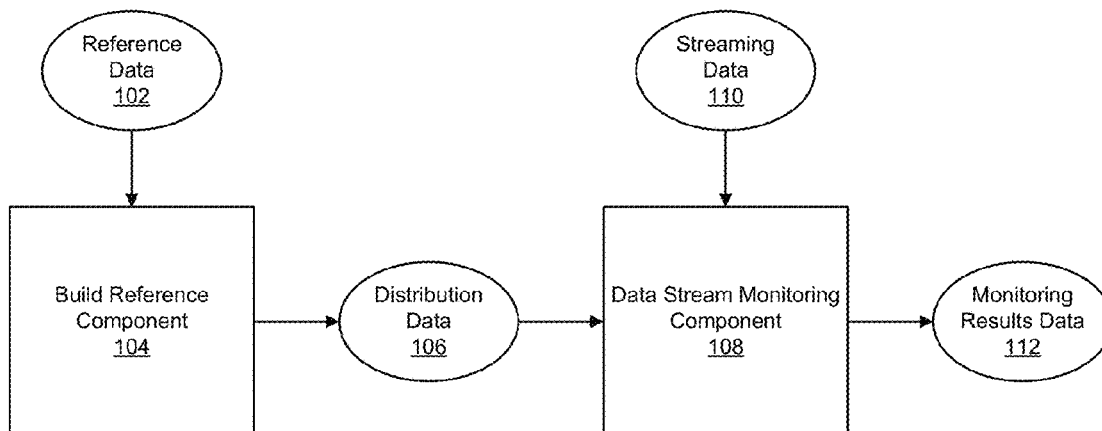 Reference
Data
102
Streaming
Data
110
Build Reference
Component
104
Distribution
Data
106
Data Stream Monitoring
Component
108
Monitoring
Results Data
112